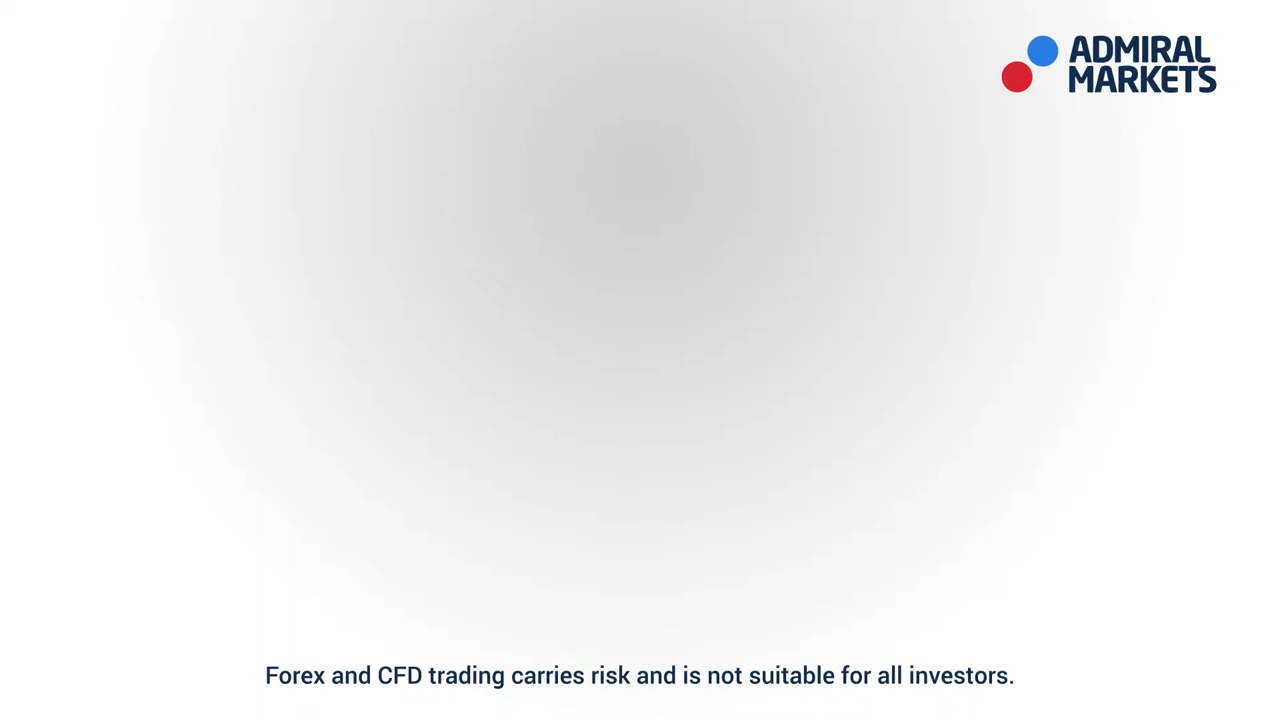 ADMIRAL
MARKETS
Forex and CFD trading carries risk and is not suitable for all investors.